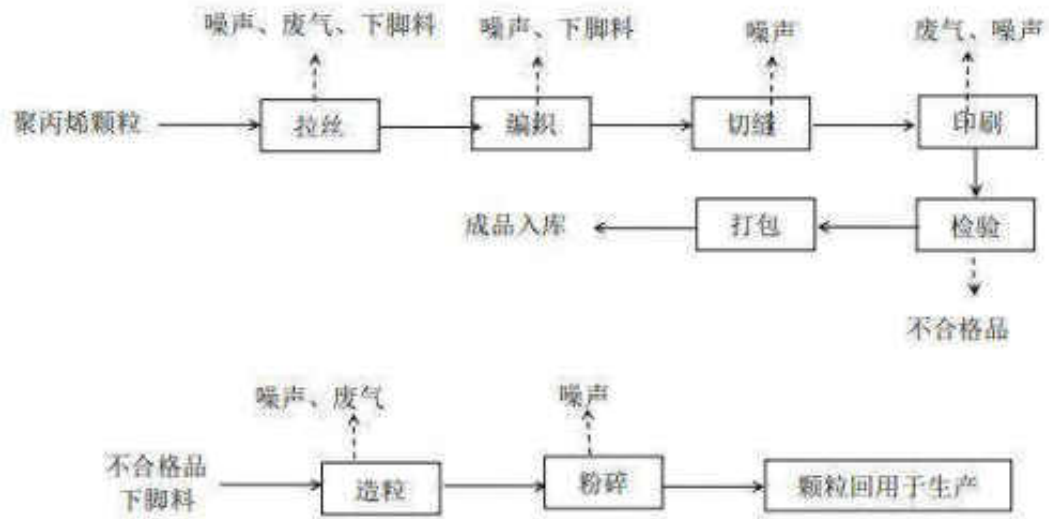 噪声、废气、下脚料
噪声、下脚料
噪声
废气、噪声
聚丙烯颗粒
拉丝
编织
切缝
印刷
成品入库
打包
检验
不合格品
噪声、废气
噪声
不合格品
下脚料
造粒
粉碎
颗粒回用于生产